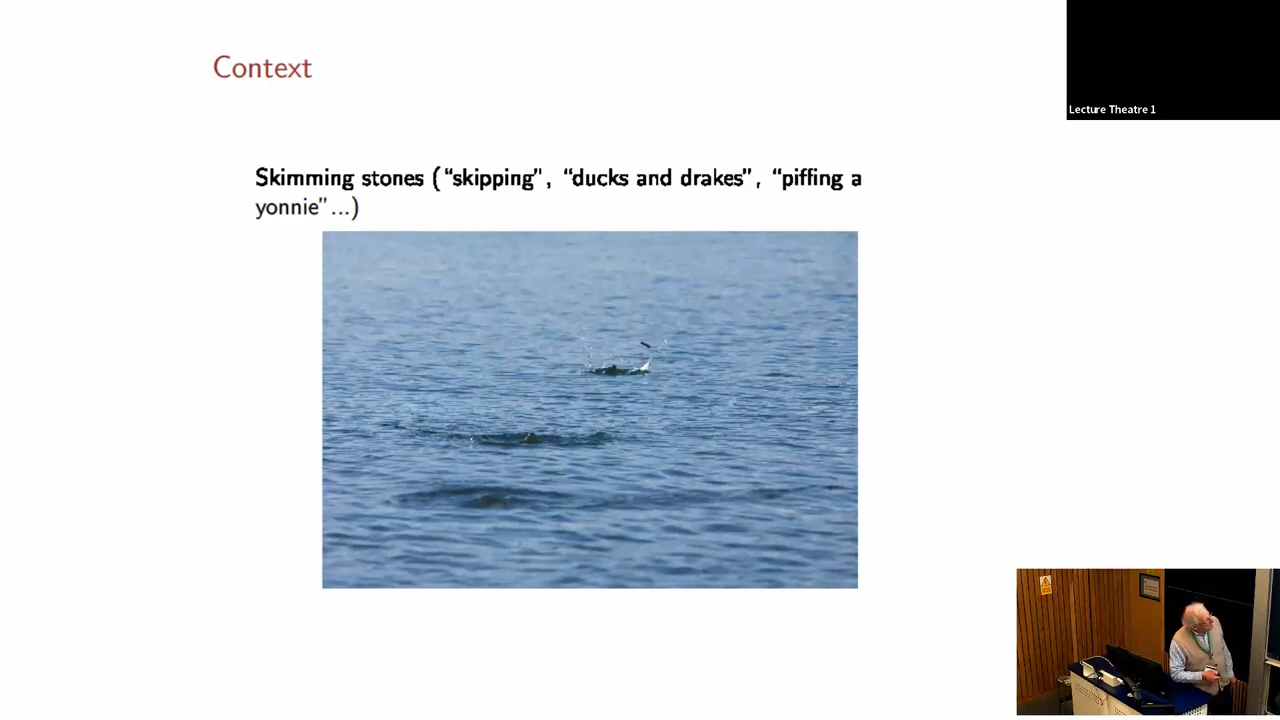 Context
Lecture Theatre 1
Skimming stones (“skipping”, “ducks and drakes”, “piffing a
yonnie”...)